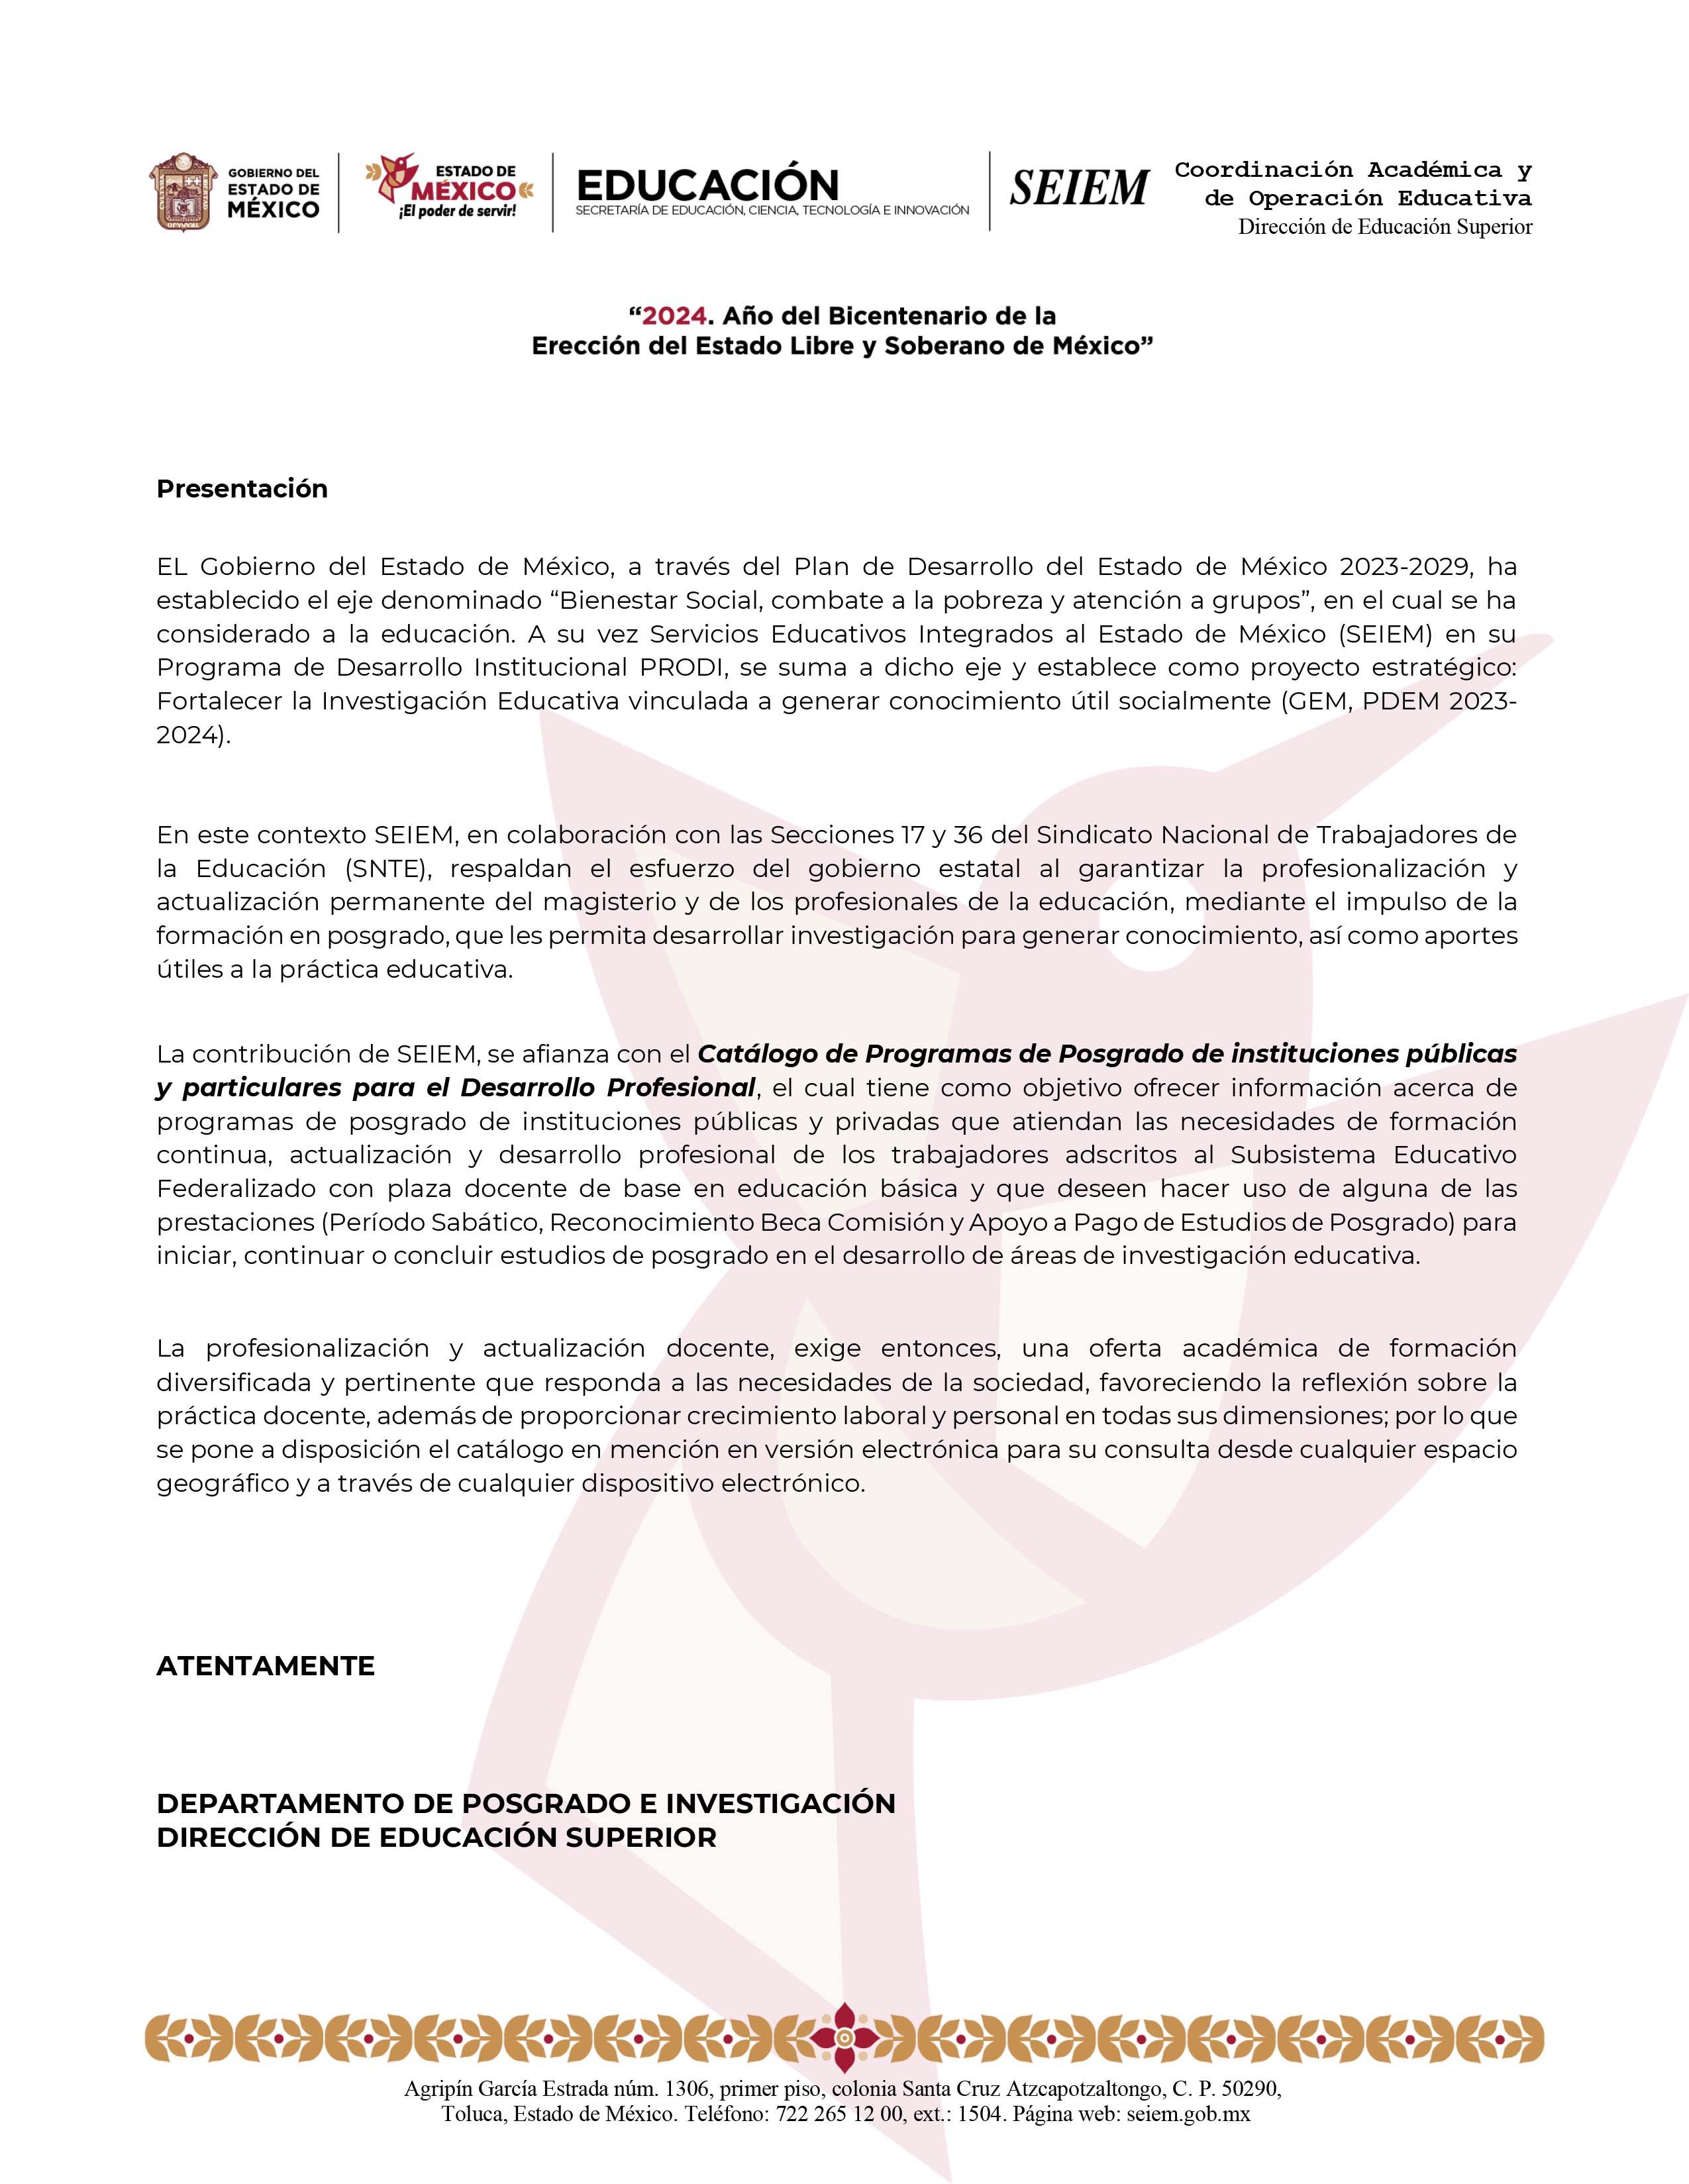 GOBIERNO DEL
ESTADO DE
MÉXICO
ESTADO DE
MÉXICO
¡El poder de servir!
EDUCACIÓN
SECRETARÍA DE EDUCACIÓN, CIENCIA, TECNOLOGÍA E INNOVACIÓN
SEIEM
Coordinación Académica y
de Operación Educativa
Dirección de Educación Superior
“2024. Año del Bicentenario de la
Erección del Estado Libre y Soberano de México”
Presentación
EL Gobierno del Estado de México, a través del Plan de Desarrollo del Estado de México 2023-2029, ha
establecido el eje denominado “Bienestar Social, combate a la pobreza y atención a grupos”, en el cual se ha
considerado a la educación. A su vez Servicios Educativos Integrados al Estado de México (SEIEM) en su
Programa de Desarrollo Institucional PRODI, se suma a dicho eje y establece como proyecto estratégico:
Fortalecer la Investigación Educativa vinculada a generar conocimiento útil socialmente (GEM, PDEM 2023-
2024).
En este contexto SEIEM, en colaboración con las Secciones 17 y 36 del Sindicato Nacional de Trabajadores de
la Educación (SNTE), respaldan el esfuerzo del gobierno estatal al garantizar la profesionalización y
actualización permanente del magisterio y de los profesionales de la educación, mediante el impulso de la
formación en posgrado, que les permita desarrollar investigación para generar conocimiento, así como aportes
útiles a la práctica educativa.
La contribución de SEIEM, se afianza con el Catálogo de Programas de Posgrado de instituciones públicas
y particulares para el Desarrollo Profesional, el cual tiene como objetivo ofrecer información acerca de
programas de posgrado de instituciones públicas y privadas que atiendan las necesidades de formación
continua, actualización y desarrollo profesional de los trabajadores adscritos al Subsistema Educativo
Federalizado con plaza docente de base en educación básica y que deseen hacer uso de alguna de las
prestaciones (Período Sabático, Reconocimiento Beca Comisión y Apoyo a Pago de Estudios de Posgrado) para
iniciar, continuar o concluir estudios de posgrado en el desarrollo de áreas de investigación educativa.
La profesionalización y actualización docente, exige entonces, una oferta académica de formación
diversificada y pertinente que responda a las necesidades de la sociedad, favoreciendo la reflexión sobre la
práctica docente, además de proporcionar crecimiento laboral y personal en todas sus dimensiones; por lo que
se pone a disposición el catálogo en mención en versión electrónica para su consulta desde cualquier espacio
geográfico y a través de cualquier dispositivo electrónico.
ATENTAMENTE
DEPARTAMENTO DE POSGRADO E INVESTIGACIÓN
DIRECCIÓN DE EDUCACIÓN SUPERIOR
Agripín García Estrada núm. 1306, primer piso, colonia Santa Cruz Atzcapotzaltongo, C. P. 50290,
Toluca, Estado de México. Teléfono: 722 265 12 00, ext.: 1504. Página web: seiem.gob.mx